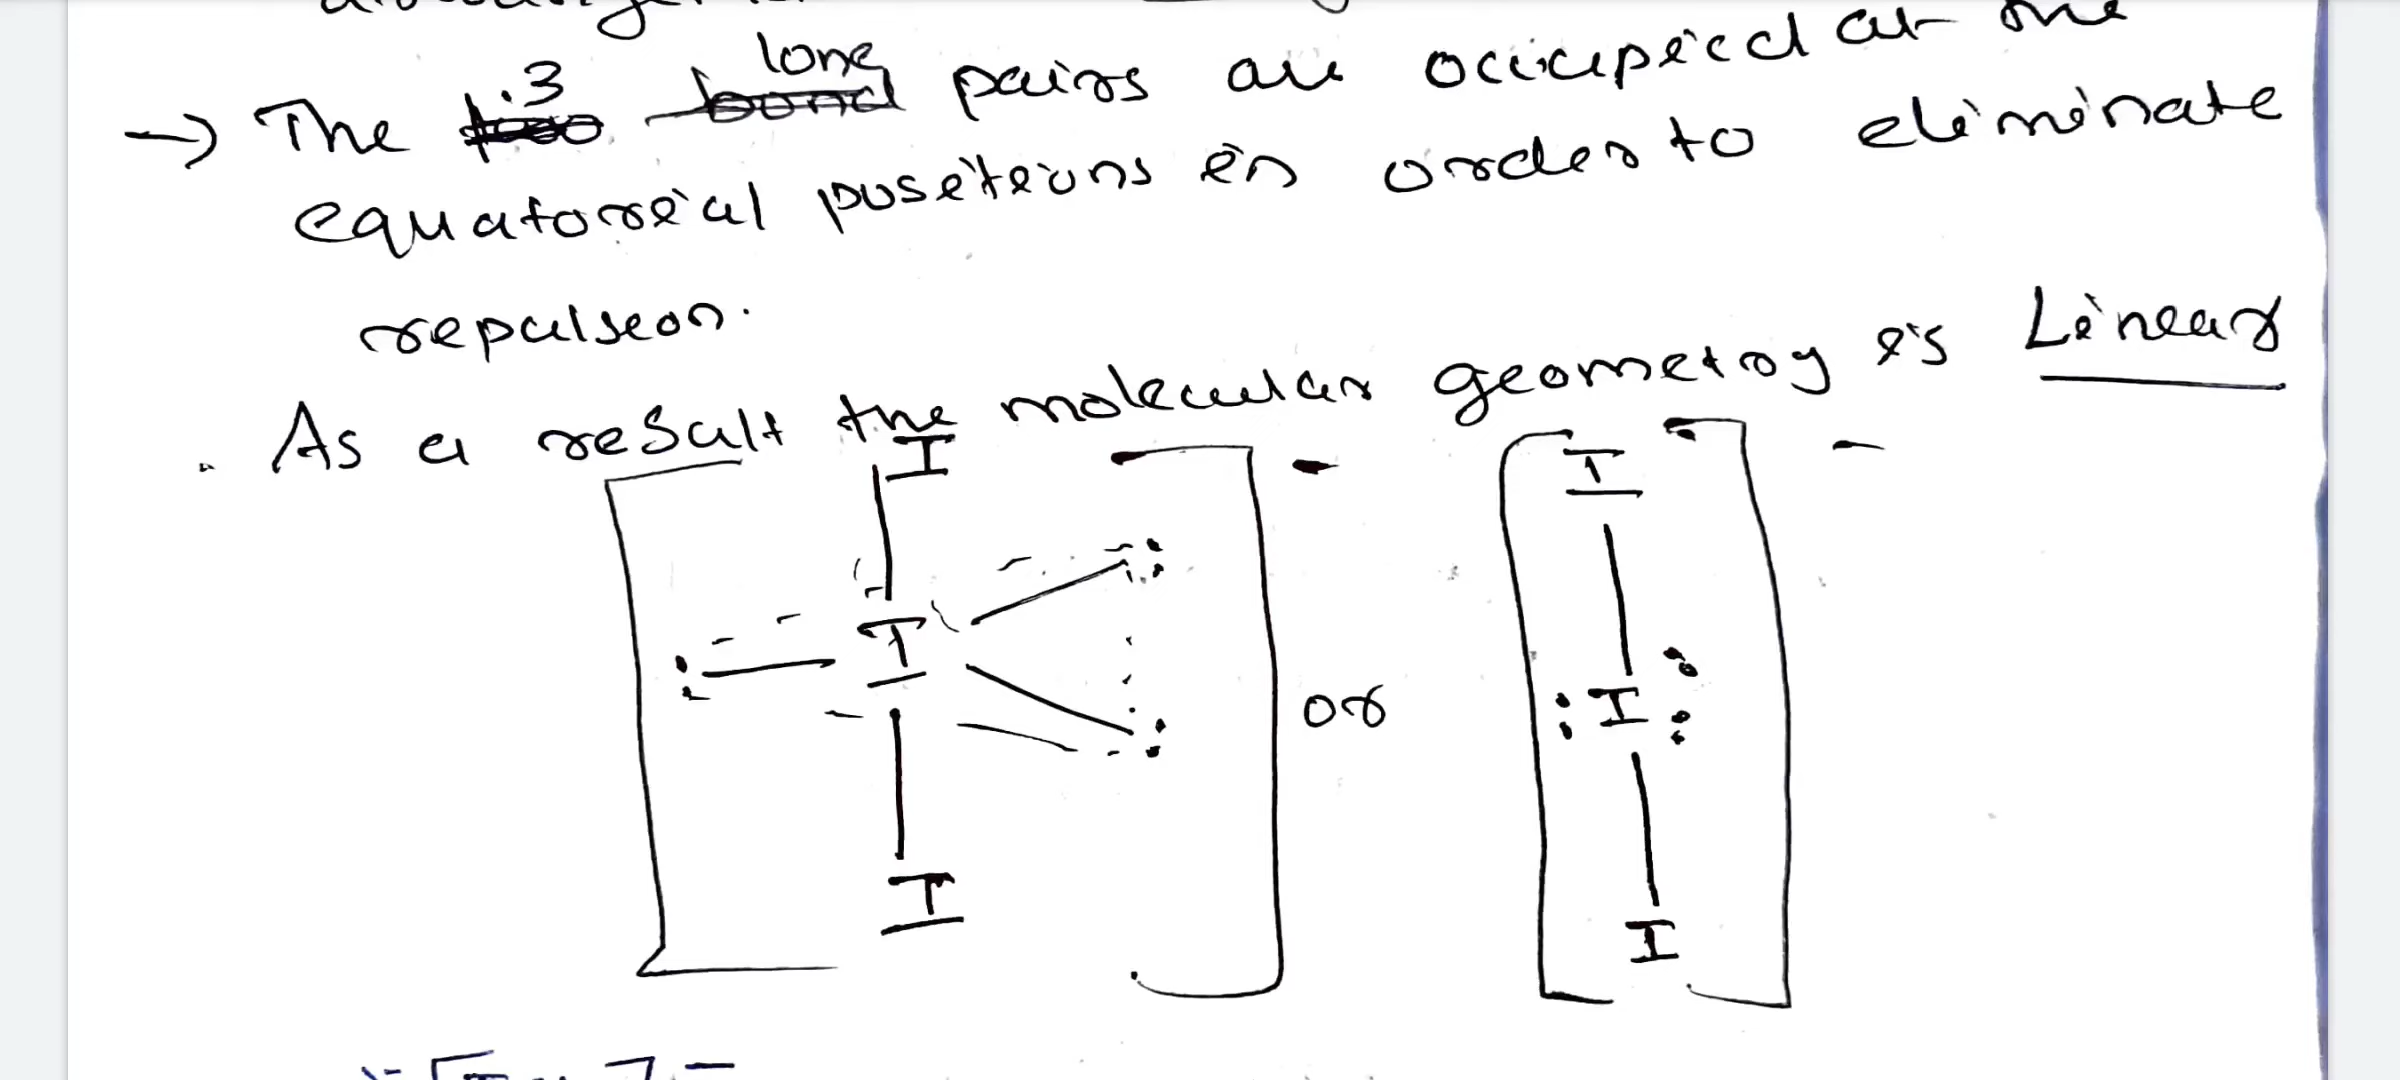 → The 3 lone pairs are occupied at the
equatorial positions in order to eliminate
repulsion.
. As a result the molecular geometry is Linear
I - I -
: I : : or : I : :
I I